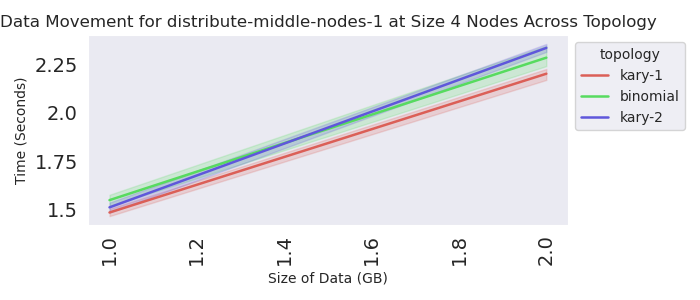 Data Movement for distribute-middle-nodes-1 at Size 4 Nodes Across Topology
topology
kary-1
binomial
kary-2
Time (Seconds)
2.25
2.0
1.75
1.5
1.0
1.2
1.4
1.6
1.8
2.0
Size of Data (GB)